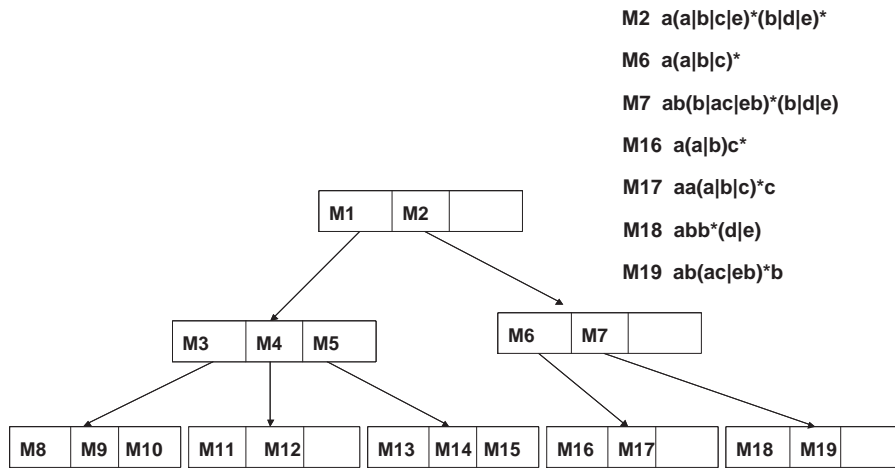 M2 a(a|b|c|e)*(b|d|e)*
M6 a(a|b|c)*
M7 ab(b|ac|eb)*(b|d|e)
M16 a(a|b)c*
M17 aa(a|b|c)*c
M18 abb*(d|e)
M19 ab(ac|eb)*b
M1 M2
M3 M4 M5
M6 M7
M8 M9 M10
M11 M12
M13 M14 M15
M16 M17
M18 M19